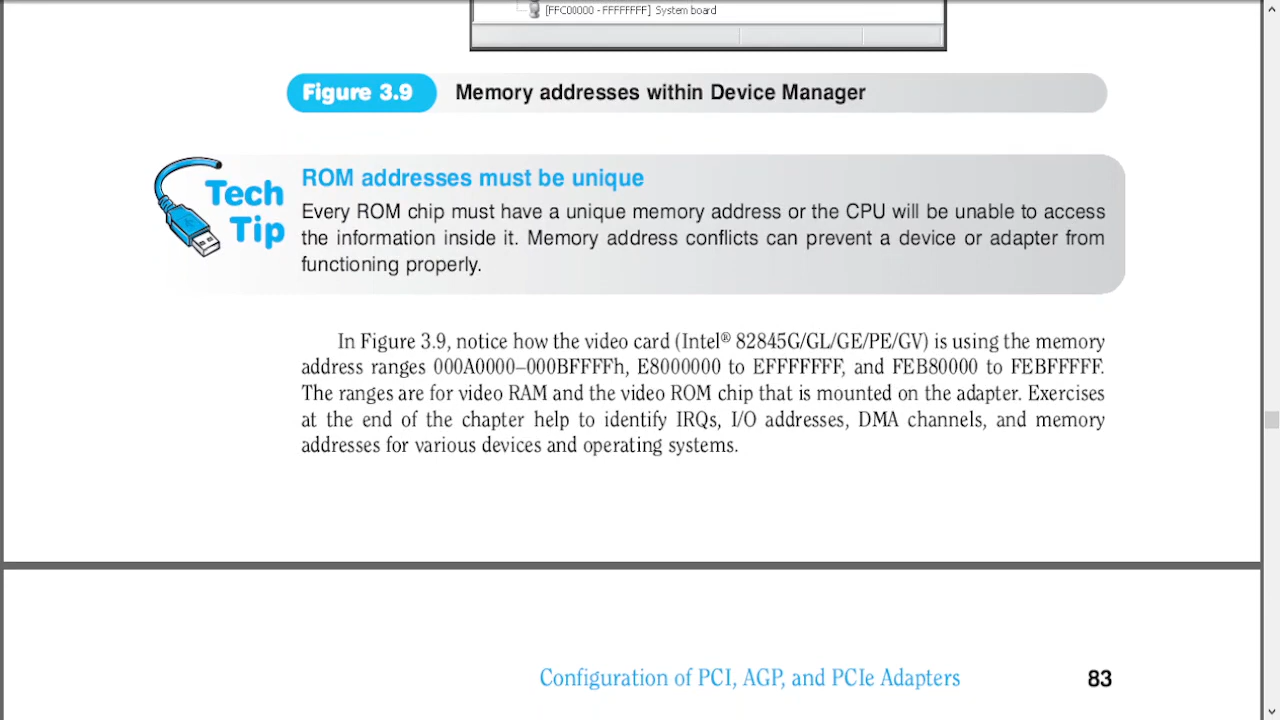 [FFC00000 - FFFFFFFF] System board
Figure 3.9 Memory addresses within Device Manager
Tech Tip
ROM addresses must be unique
Every ROM chip must have a unique memory address or the CPU will be unable to access
the information inside it. Memory address conflicts can prevent a device or adapter from
functioning properly.
In Figure 3.9, notice how the video card (Intel® 82845G/GL/GE/PE/GV) is using the memory
address ranges 000A0000–000BFFFFh, E8000000 to EFFFFFFF, and FEB80000 to FEBFFFFF.
The ranges are for video RAM and the video ROM chip that is mounted on the adapter. Exercises
at the end of the chapter help to identify IRQs, I/O addresses, DMA channels, and memory
addresses for various devices and operating systems.
Configuration of PCI, AGP, and PCIe Adapters 83